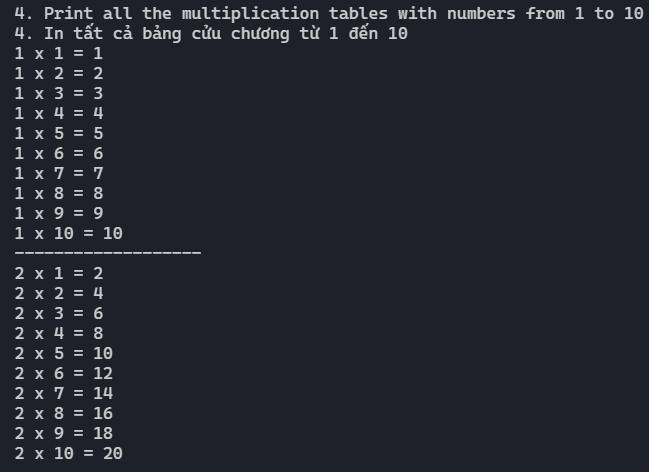 4. Print all the multiplication tables with numbers from 1 to 10
4. In tất cả bảng cửu chương từ 1 đến 10
1 x 1 = 1
1 x 2 = 2
1 x 3 = 3
1 x 4 = 4
1 x 5 = 5
1 x 6 = 6
1 x 7 = 7
1 x 8 = 8
1 x 9 = 9
1 x 10 = 10
-------------------
2 x 1 = 2
2 x 2 = 4
2 x 3 = 6
2 x 4 = 8
2 x 5 = 10
2 x 6 = 12
2 x 7 = 14
2 x 8 = 16
2 x 9 = 18
2 x 10 = 20